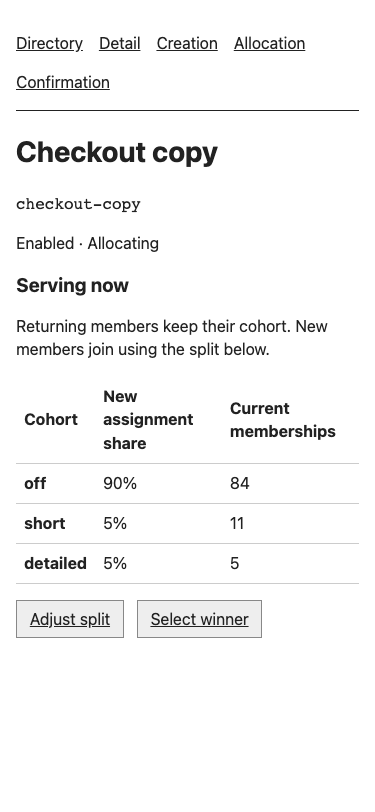 Directory Detail Creation Allocation
Confirmation
Checkout copy
checkout-copy
Enabled · Allocating
Serving now
Returning members keep their cohort. New
members join using the split below.
Cohort New assignment share Current memberships
off 90% 84
short 5% 11
detailed 5% 5
Adjust split Select winner